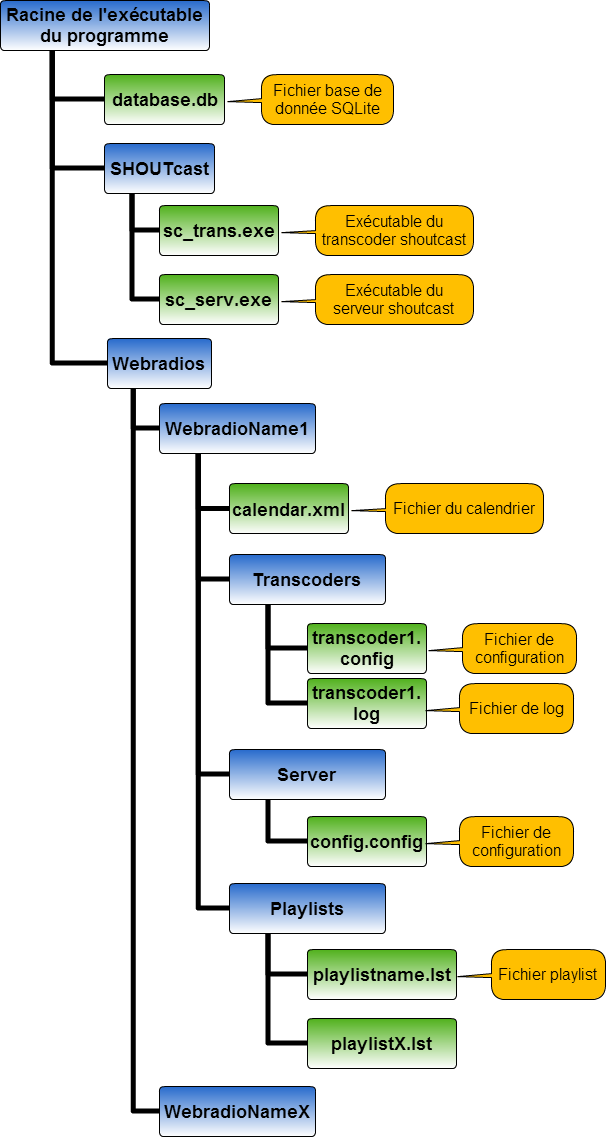 Racine de l'exécutable
du programme
database.db
Fichier base de
donnée SQLite
SHOUTcast
sc_trans.exe
Exécutable du
transcoder shoutcast
sc_serv.exe
Exécutable du
serveur shoutcast
Webradios
WebradioName1
calendar.xml
Fichier du calendrier
Transcoders
transcoder1.
config
Fichier de
configuration
transcoder1.
log
Fichier de log
Server
config.config
Fichier de
configuration
Playlists
playlistname.lst
Fichier playlist
playlistX.lst
WebradioNameX